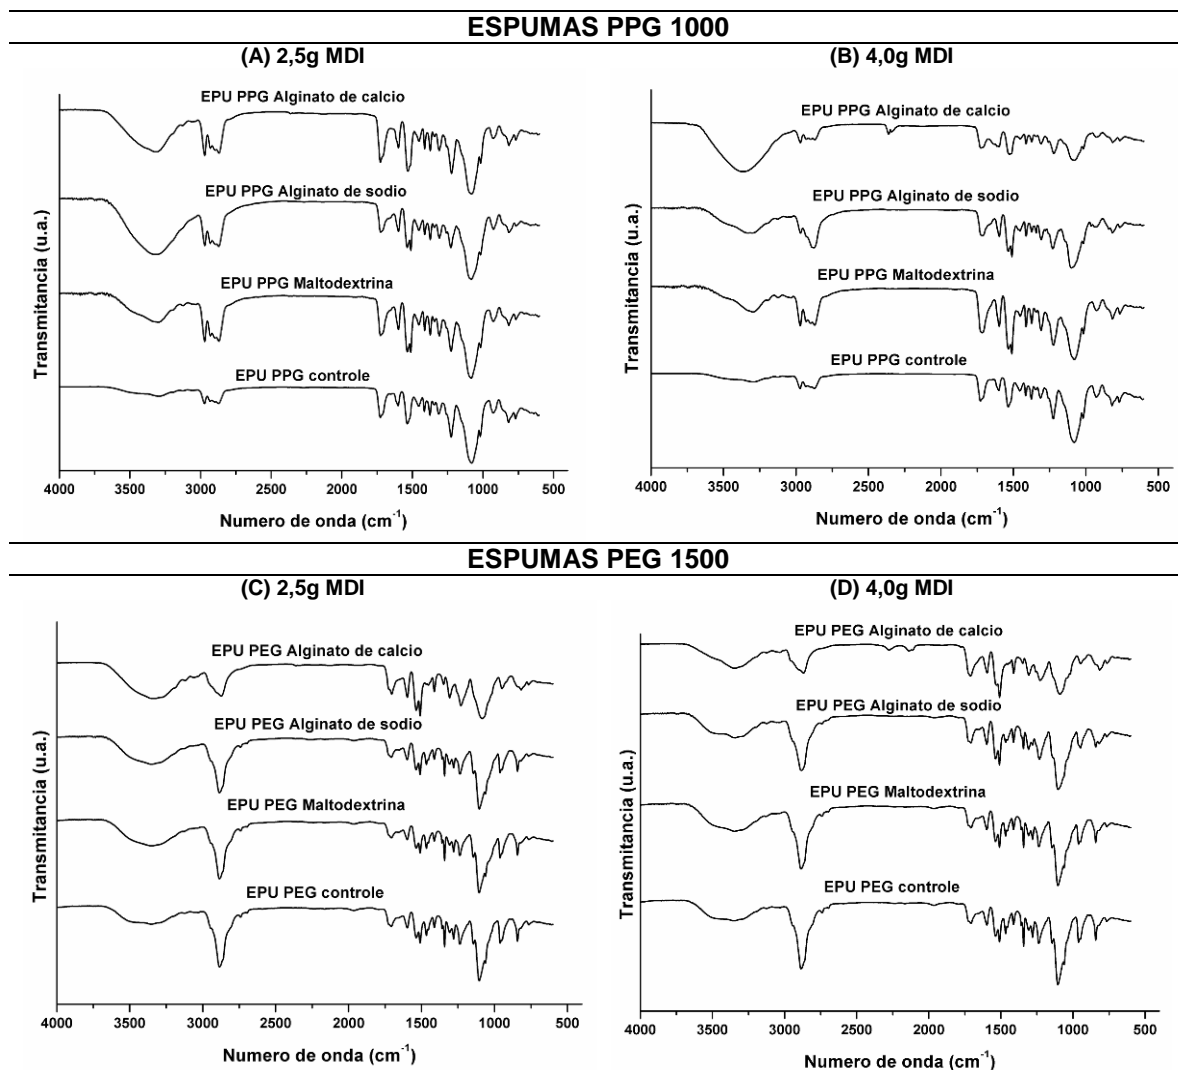 ESPUMAS PPG 1000
(A) 2,5g MDI
(B) 4,0g MDI
EPU PPG Alginato de calcio
EPU PPG Alginato de sodio
EPU PPG Maltodextrina
EPU PPG controle
Transmitancia (u.a.)
4000 3500 3000 2500 2000 1500 1000 500
Numero de onda (cm⁻¹)
EPU PPG Alginato de calcio
EPU PPG Alginato de sodio
EPU PPG Maltodextrina
EPU PPG controle
Transmitancia (u.a.)
4000 3500 3000 2500 2000 1500 1000 500
Numero de onda (cm⁻¹)
ESPUMAS PEG 1500
(C) 2,5g MDI
(D) 4,0g MDI
EPU PEG Alginato de calcio
EPU PEG Alginato de sodio
EPU PEG Maltodextrina
EPU PEG controle
Transmitancia (u.a.)
4000 3500 3000 2500 2000 1500 1000 500
Numero de onda (cm⁻¹)
EPU PEG Alginato de calcio
EPU PEG Alginato de sodio
EPU PEG Maltodextrina
EPU PEG controle
Transmitancia (u.a.)
4000 3500 3000 2500 2000 1500 1000 500
Numero de onda (cm⁻¹)